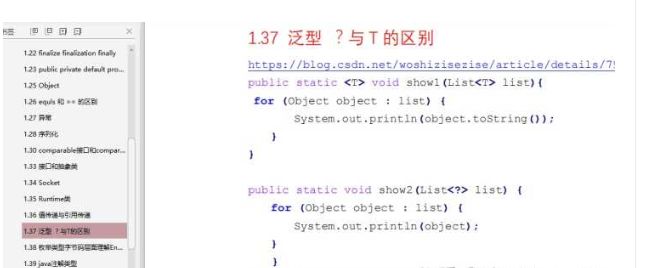 书签
1.22 finalize finalization finally
1.23 public private default pro...
1.25 Object
1.26 equls 和 == 的区别
1.27 异常
1.28 序列化
1.30 comparable接口和compar...
1.33 接口和抽象类
1.34 Socket
1.35 Runtime类
1.36 值传递与引用传递
1.37 泛型 ？与T的区别
1.38 枚举类型字节码层面理解En...
1.39 java注解类型
1.37 泛型 ？与 T 的区别
https://blog.csdn.net/woshizisezise/article/details/79
public static <T> void show1(List<T> list){
for (Object object : list) {
System.out.println(object.toString());
}
}
public static void show2(List<?> list) {
for (Object object : list) {
System.out.println(object);
}
}